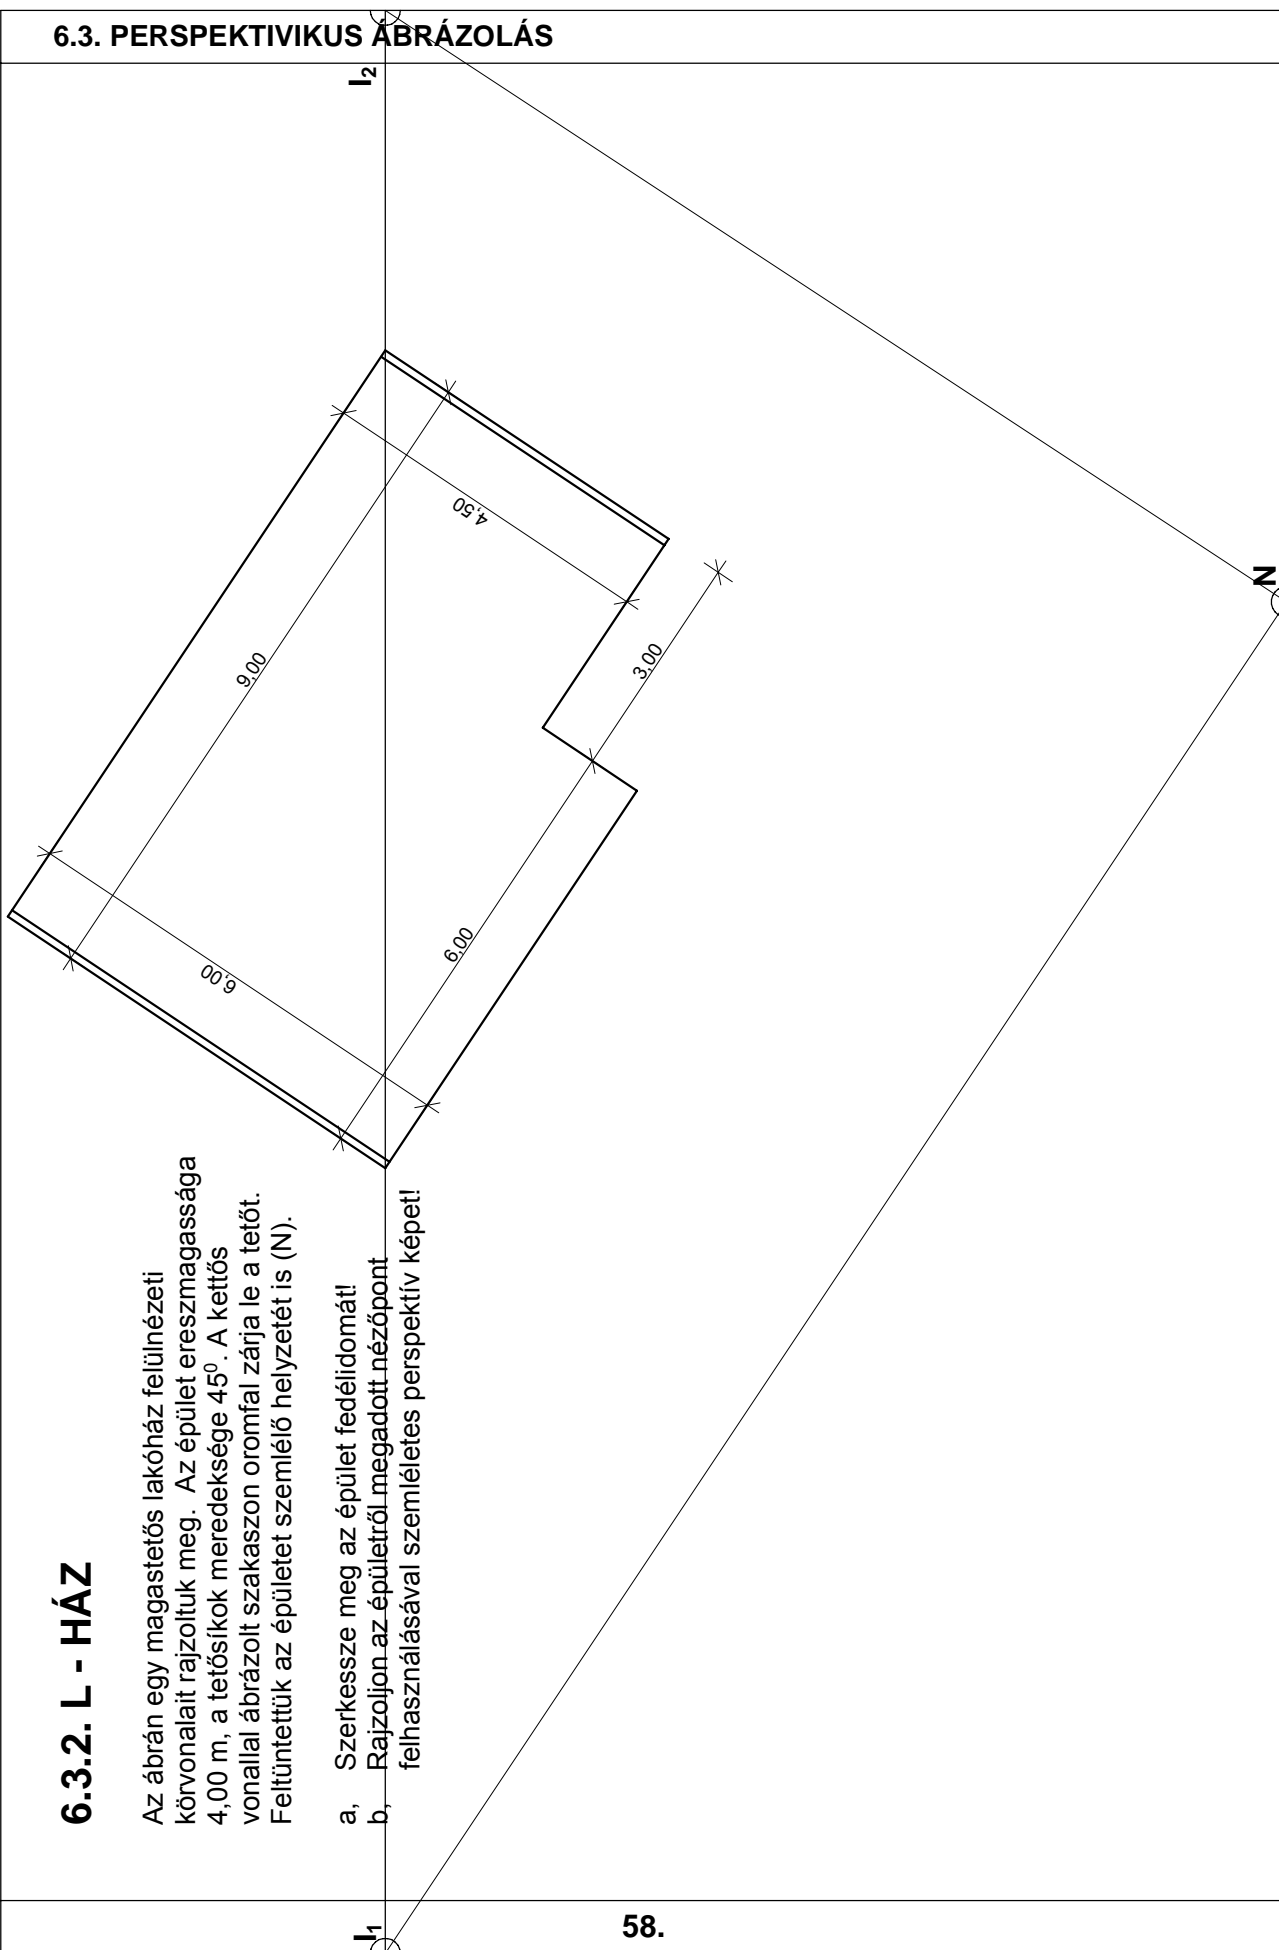 6.3. PERSPEKTIVIKUS ÁBRÁZOLÁS
6.3.2. L - HÁZ
Az ábrán egy magastetős lakóház felülnézeti
körvonalait rajzoltuk meg. Az épület ereszmagassága
4,00 m, a tetősíkok meredeksége 45⁰. A kettős
vonallal ábrázolt szakaszon oromfal zárja le a tetőt.
Feltüntettük az épületet szemlélő helyzetét is (N).
a, Szerkessze meg az épület fedélidomát!
b, Rajzoljon az épületről megadott nézőpont
felhasználásával szemléletes perspektív képet!
I₁
I₂
6,00
9,00
4,50
6,00
3,00
N
58.